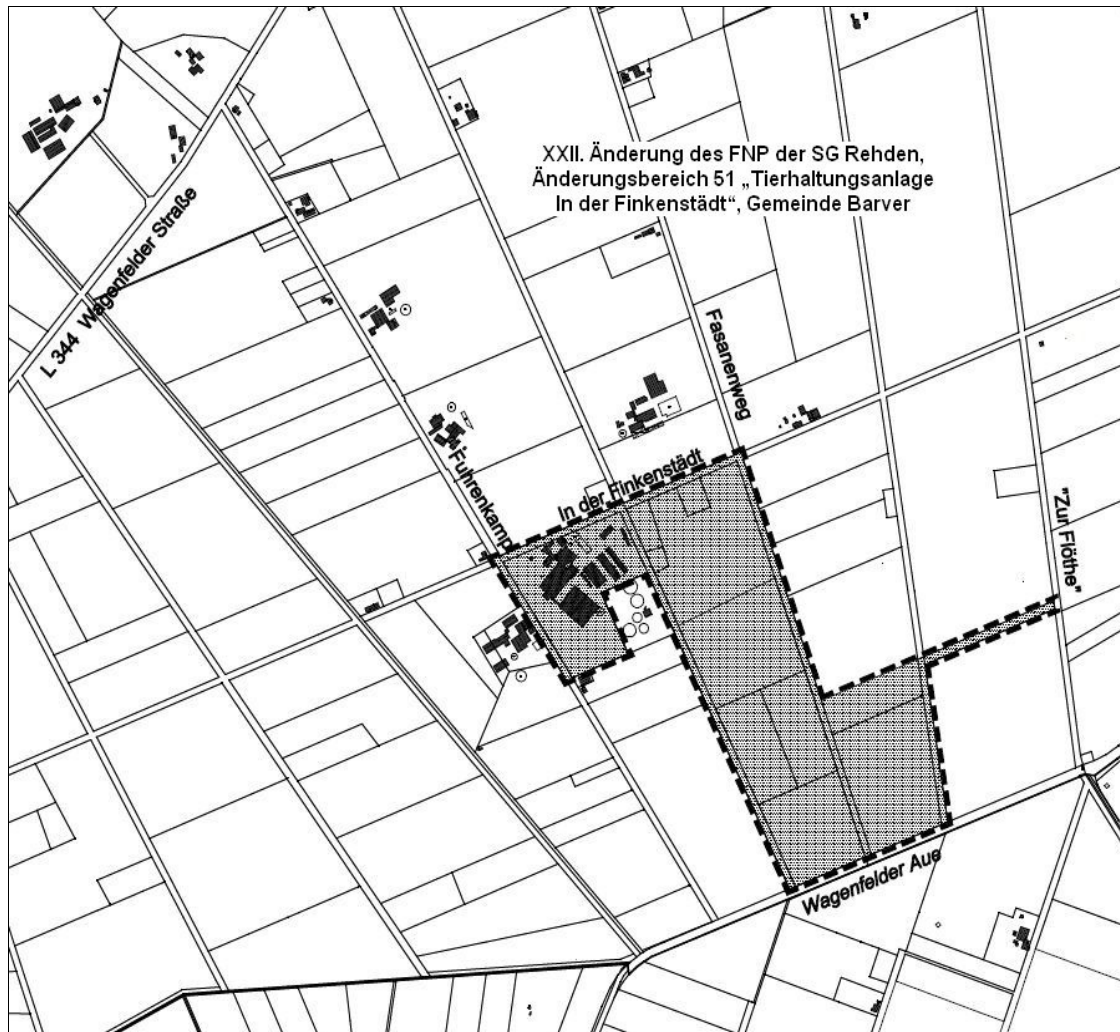 XXII. Änderung des FNP der SG Rehden,
Änderungsbereich 51 „Tierhaltungsanlage
In der Finkenstädt“, Gemeinde Barver
L 344 Wagenfelder Straße
Fasanenweg
In der Finkenstädt
Fuhrenkamp
"Zur Flöthe"
Wagenfelder Aue